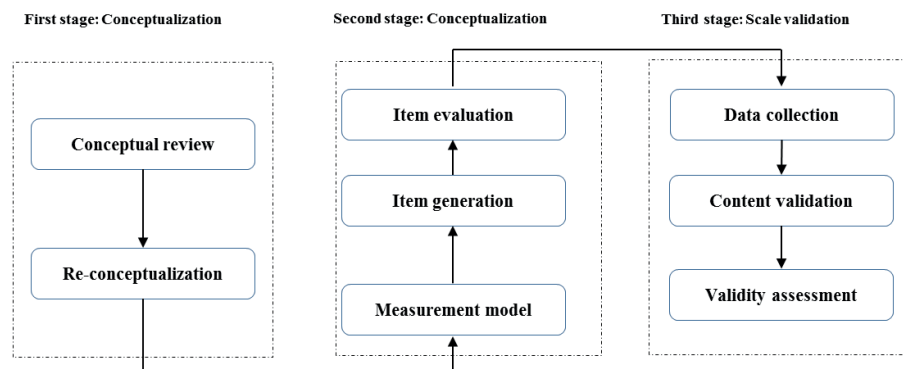 First stage: Conceptualization
Second stage: Conceptualization
Third stage: Scale validation
Conceptual review
Re-conceptualization
Item evaluation
Item generation
Measurement model
Data collection
Content validation
Validity assessment